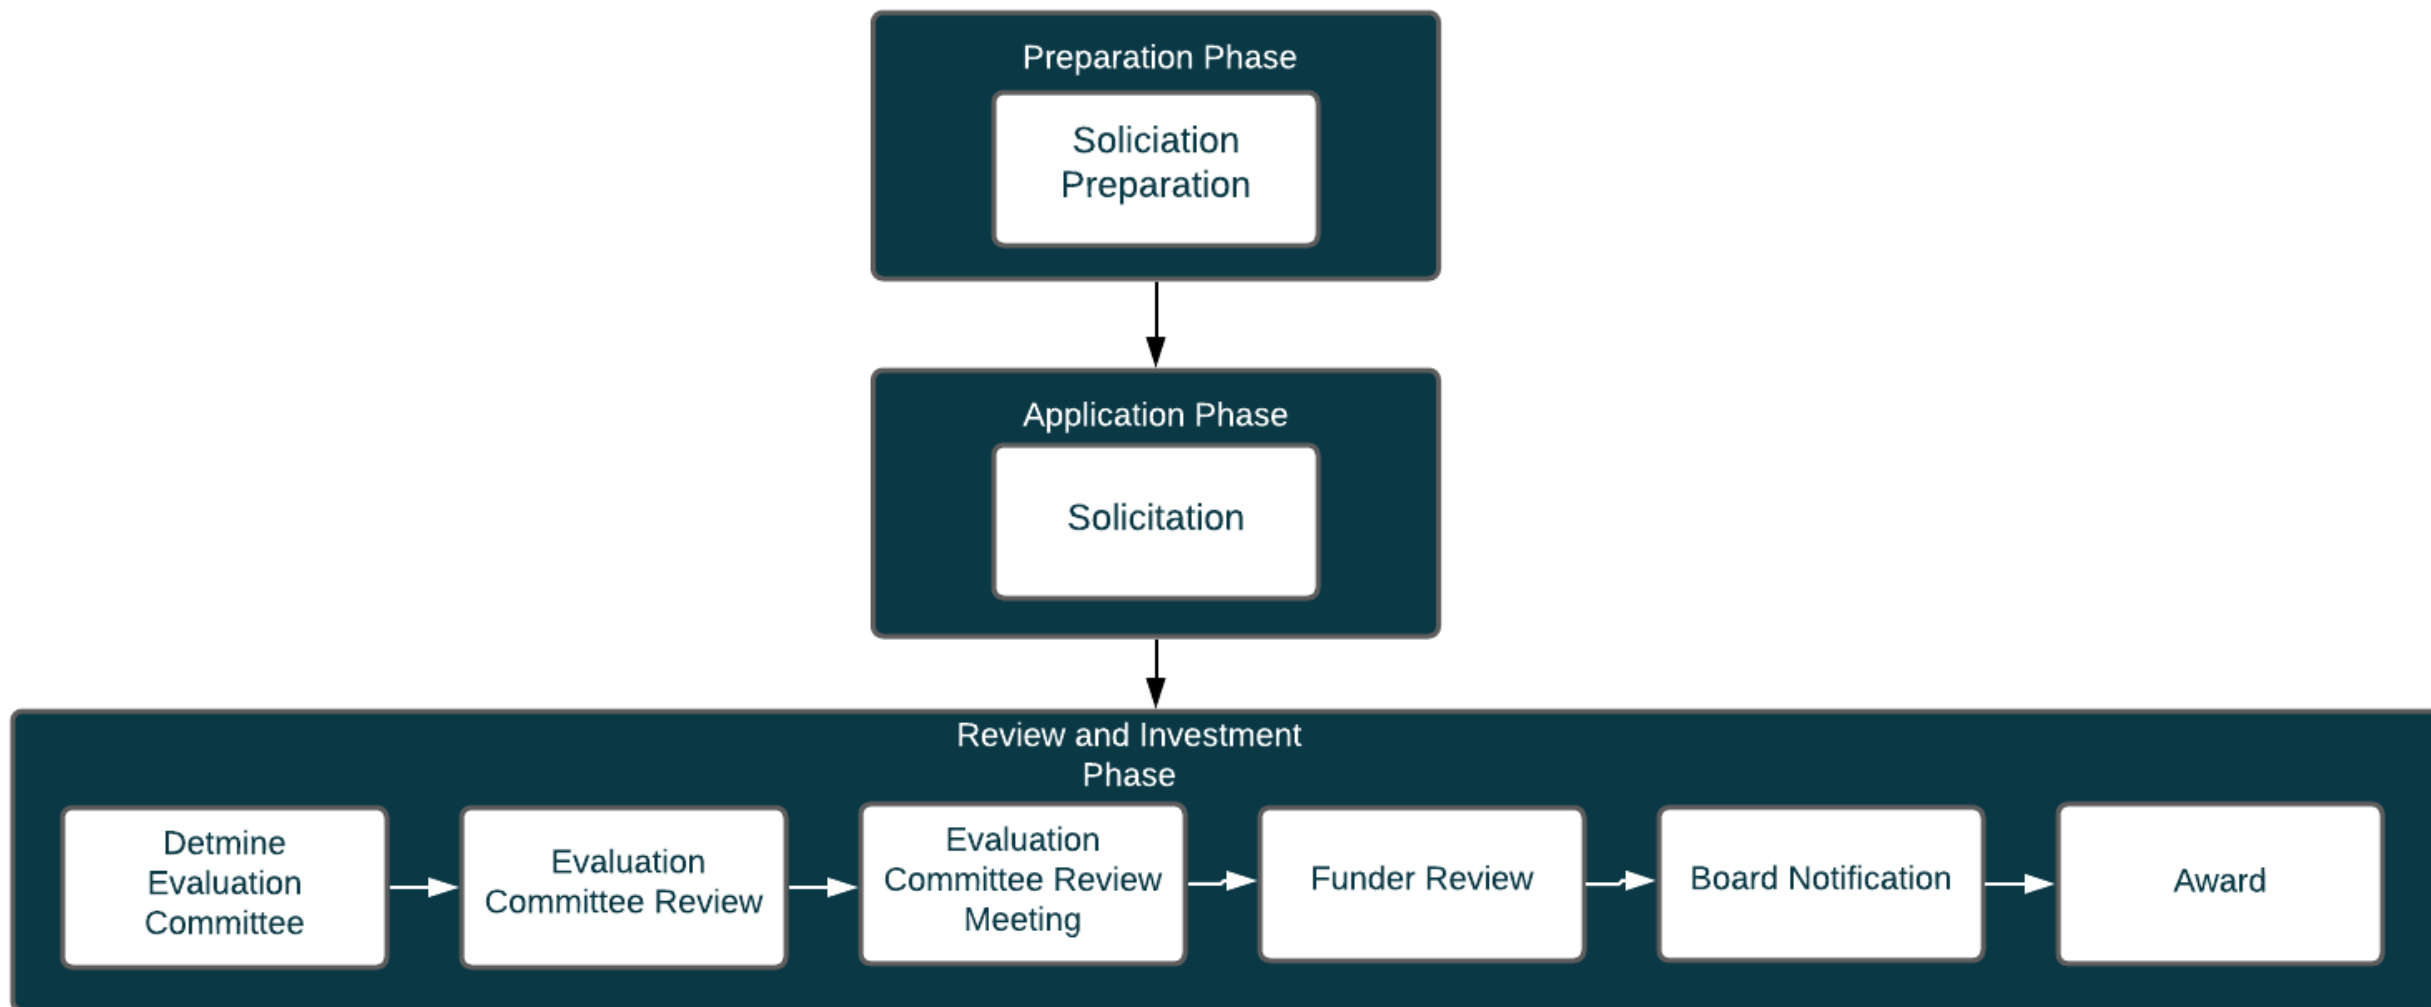 Preparation Phase
Soliciation
Preparation
Application Phase
Solicitation
Review and Investment
Phase
Detmine
Evaluation
Committee
Evaluation
Committee Review
Evaluation
Committee Review
Meeting
Funder Review
Board Notification
Award